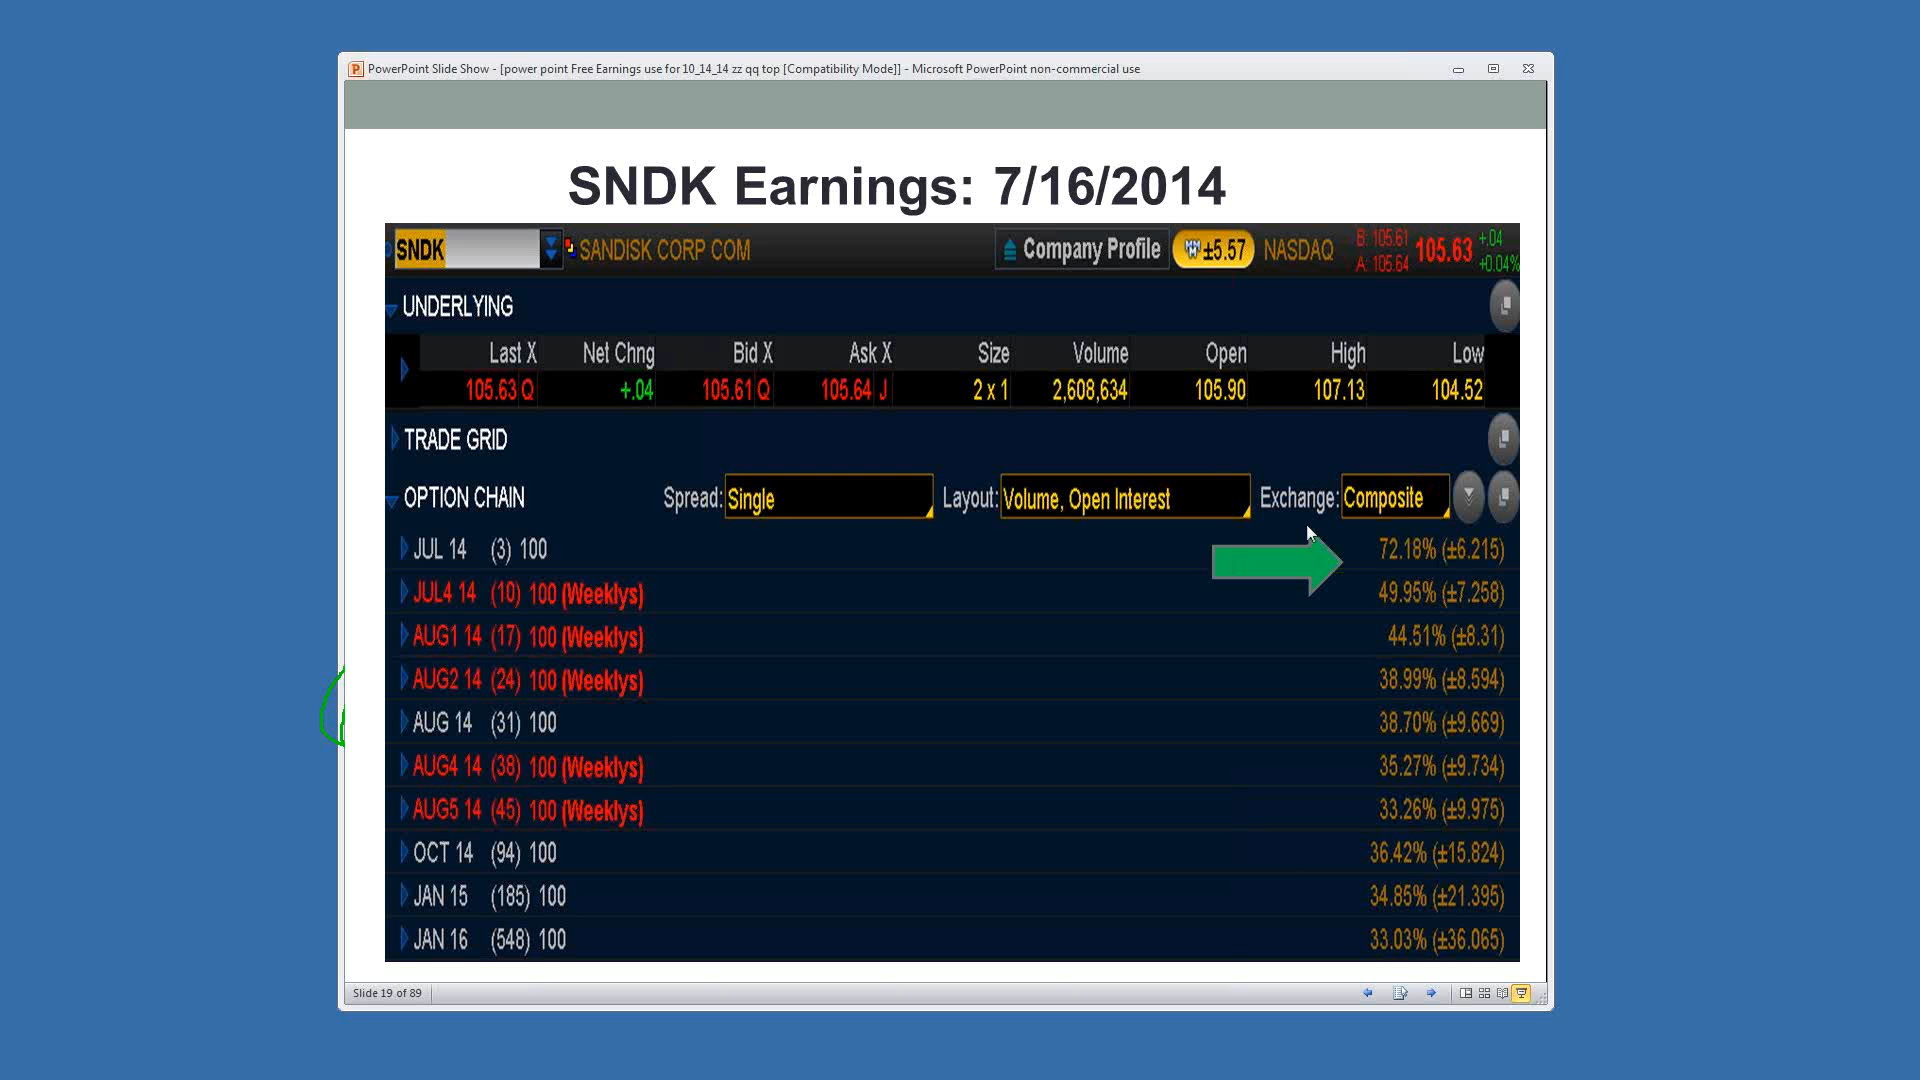 PowerPoint Slide Show - [power point Free Earnings use for 10_14_14 zz qq top [Compatibility Mode]] - Microsoft PowerPoint non-commercial use
SNDK Earnings: 7/16/2014
SNDK SANDISK CORP COM Company Profile ±5.57 NASDAQ B: 105.61 A: 105.64 105.63 +.04 +0.04%
UNDERLYING
Last X Net Chng Bid X Ask X Size Volume Open High Low
105.63 Q +.04 105.61 Q 105.64 J 2 x 1 2,608,634 105.90 107.13 104.52
TRADE GRID
OPTION CHAIN Spread: Single Layout: Volume, Open Interest Exchange: Composite
JUL 14 (3) 100 72.18% (±6.215)
JUL4 14 (10) 100 (Weeklys) 49.95% (±7.258)
AUG1 14 (17) 100 (Weeklys) 44.51% (±8.31)
AUG2 14 (24) 100 (Weeklys) 38.99% (±8.594)
AUG 14 (31) 100 38.70% (±9.669)
AUG4 14 (38) 100 (Weeklys) 35.27% (±9.734)
AUG5 14 (45) 100 (Weeklys) 33.26% (±9.975)
OCT 14 (94) 100 36.42% (±15.824)
JAN 15 (185) 100 34.85% (±21.395)
JAN 16 (548) 100 33.03% (±36.065)
Slide 19 of 89